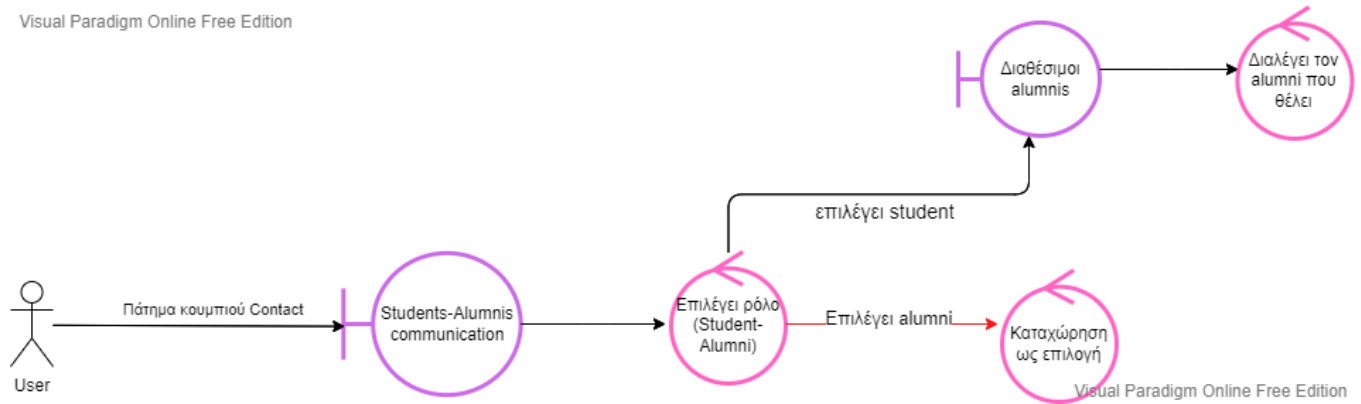 Visual Paradigm Online Free Edition
Διαθέσιμοι
alumnis
Διαλέγει τον
alumni που
θέλει
επιλέγει student
Πάτημα κουμπιού Contact
Students-Alumnis
communication
Επιλέγει ρόλο
(Student-
Alumni)
Επιλέγει alumni
Καταχώρηση
ως επιλογή
User
Visual Paradigm Online Free Edition